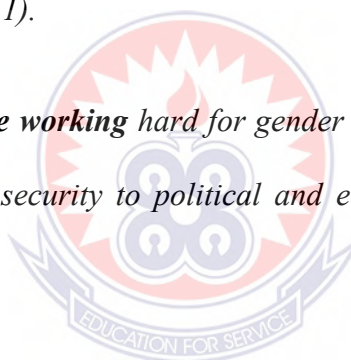 1).
e working hard for gender
security to political and e
EDUCATION FOR SERVICE